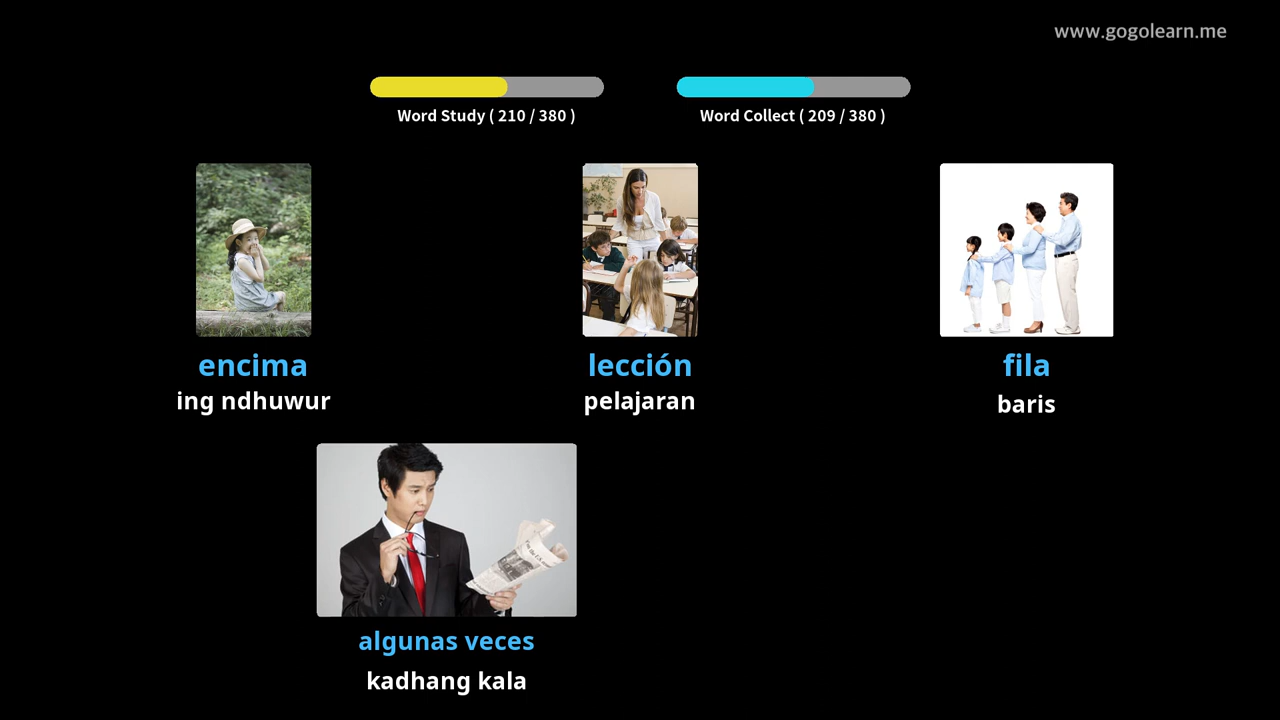 www.gogolearn.me
Word Study ( 210 / 380 )
Word Collect ( 209 / 380 )
encima
ing ndhuwur
lección
pelajaran
fila
baris
algunas veces
kadhang kala